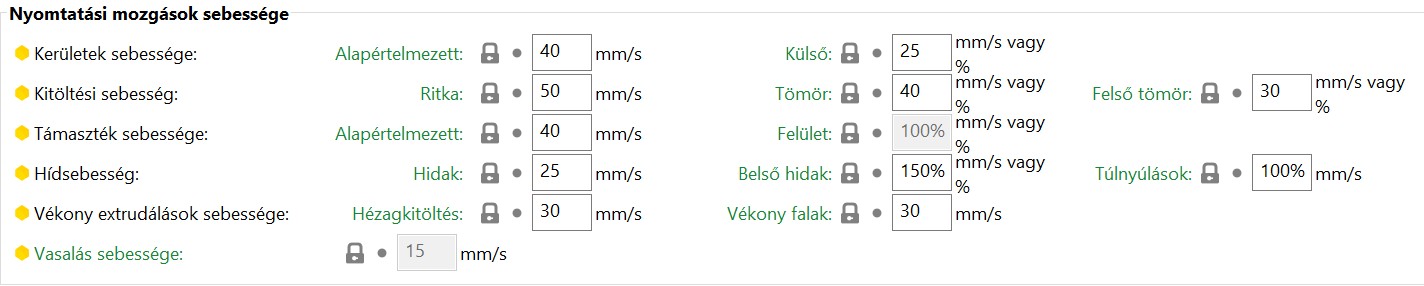 Nyomtatási mozgások sebessége
Kerületek sebessége: Alapértelmezett: 40 mm/s Külső: 25 mm/s vagy %
Kitöltési sebesség: Ritka: 50 mm/s Tömör: 40 mm/s vagy % Felső tömör: 30 mm/s vagy %
Támaszték sebessége: Alapértelmezett: 40 mm/s Felület: 100% mm/s vagy %
Hídsebesség: Hidak: 25 mm/s Belső hidak: 150% mm/s vagy % Túlnyúlások: 100% mm/s
Vékony extrudálások sebessége: Hézagkitöltés: 30 mm/s Vékony falak: 30 mm/s
Vasalás sebessége: 15 mm/s